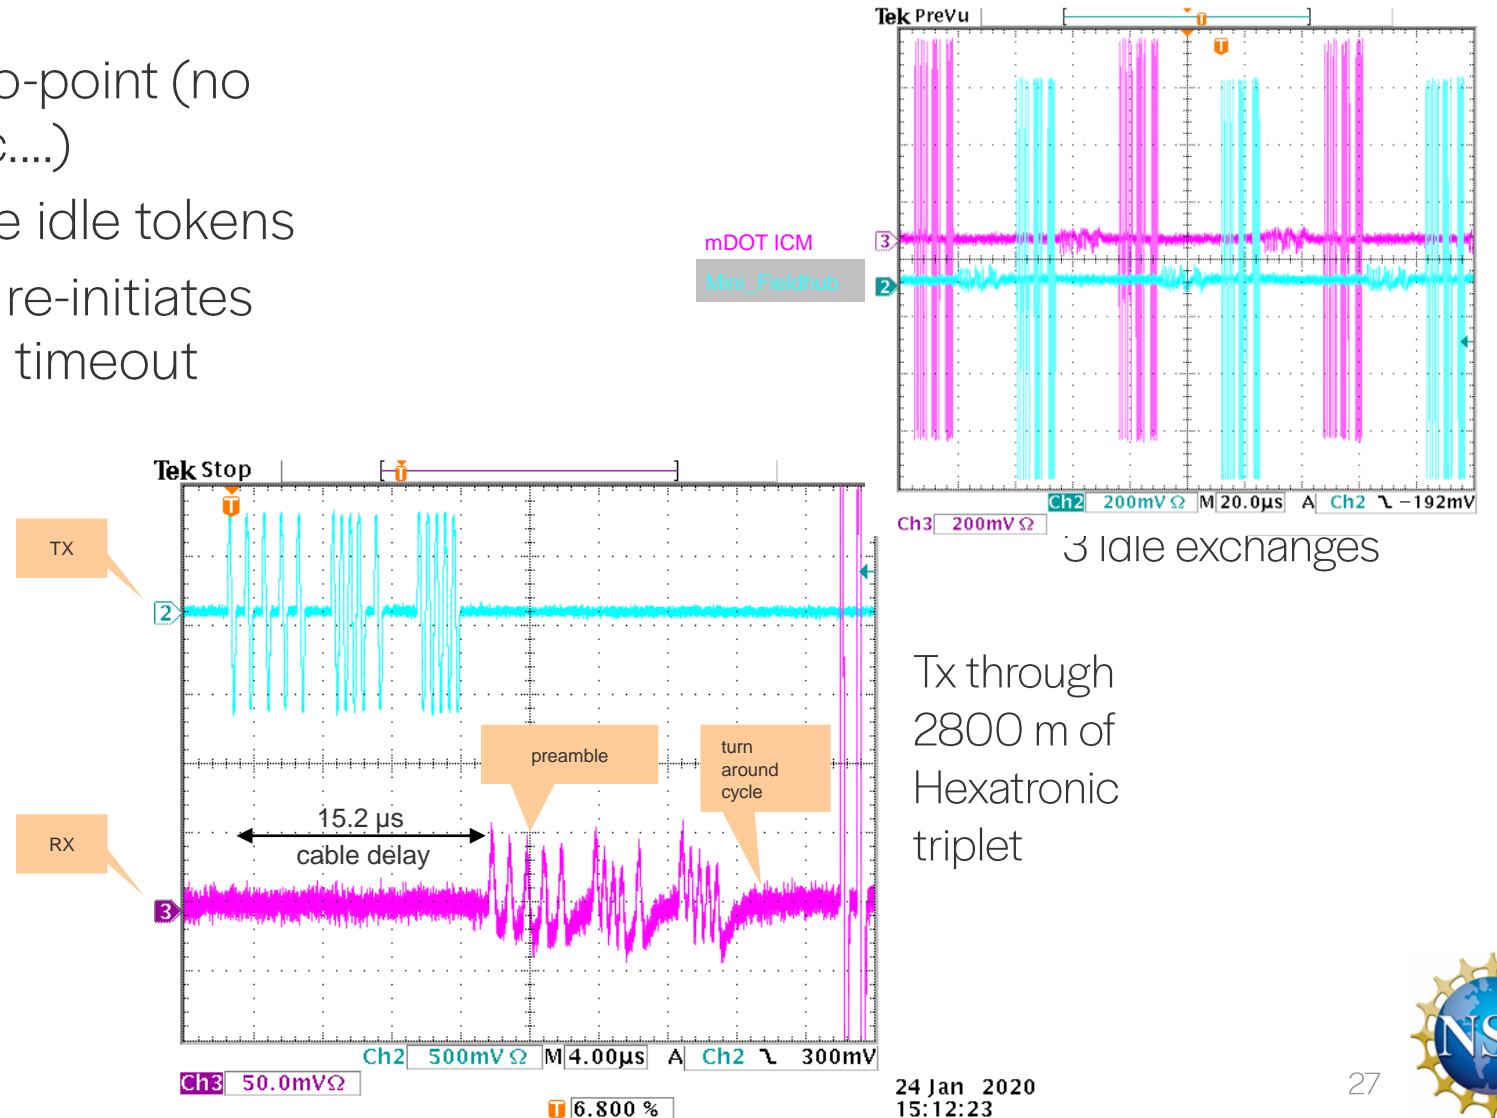 o-point (no
c....)
e idle tokens
re-initiates
timeout
Tek PreVu
T
T
mDOT ICM
Mini_Fieldhub
3
2
Ch2 200mV Ω M 20.0µs A Ch2 -192mV
Ch3 200mV Ω
3 Idle exchanges
Tek Stop
T
T
TX
2
preamble
turn
around
cycle
15.2 µs
cable delay
RX
3
Ch2 500mV Ω M 4.00µs A Ch2 300mV
Ch3 50.0mVΩ
T 6.800 %
Tx through
2800 m of
Hexatronic
triplet
24 Jan 2020
15:12:23
27